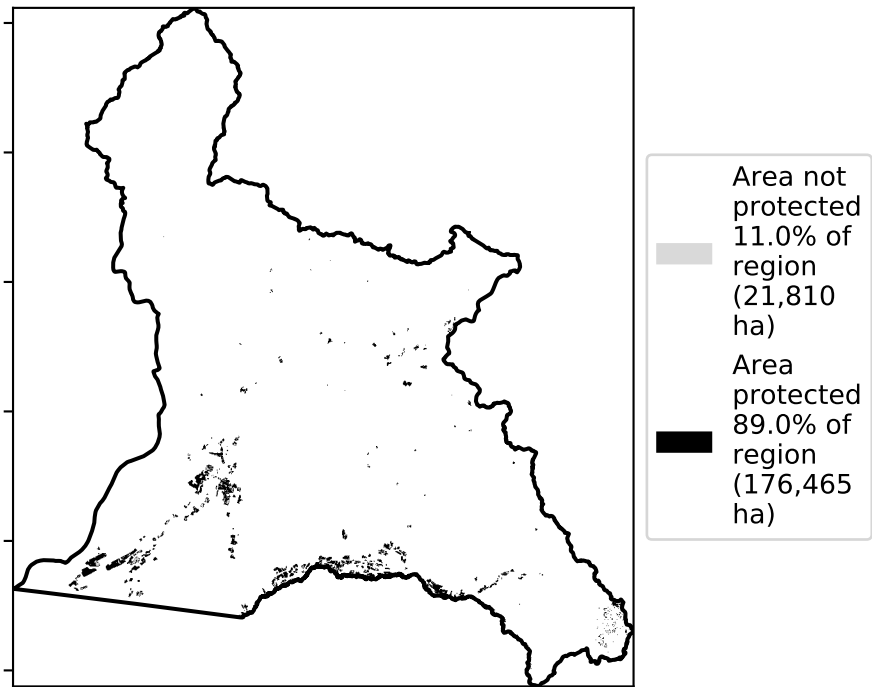 Area not
protected
11.0% of
region
(21,810
ha)
Area
protected
89.0% of
region
(176,465
ha)